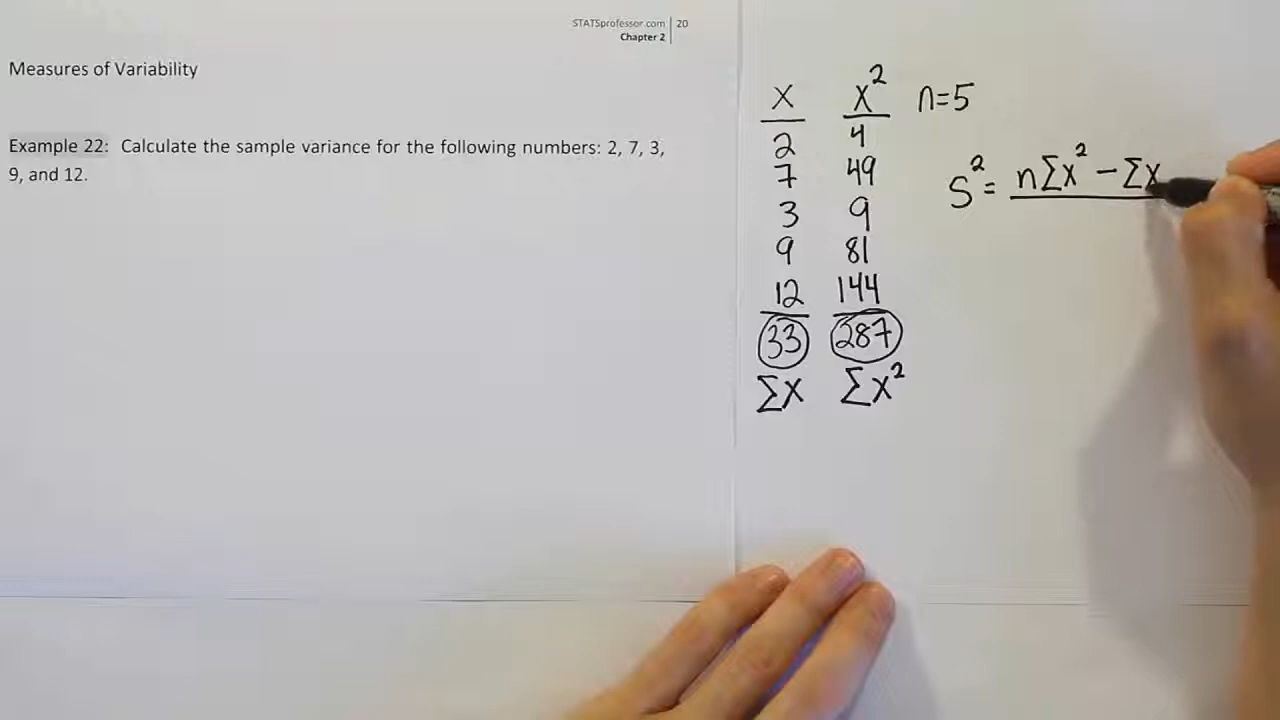 STATSprofessor.com | 20
Chapter 2
Measures of Variability
Example 22: Calculate the sample variance for the following numbers: 2, 7, 3,
9, and 12.
X X² n=5
2 4
7 49
3 9
9 81
12 144
33 287
ΣX ΣX²
S² = nΣX² - ΣX